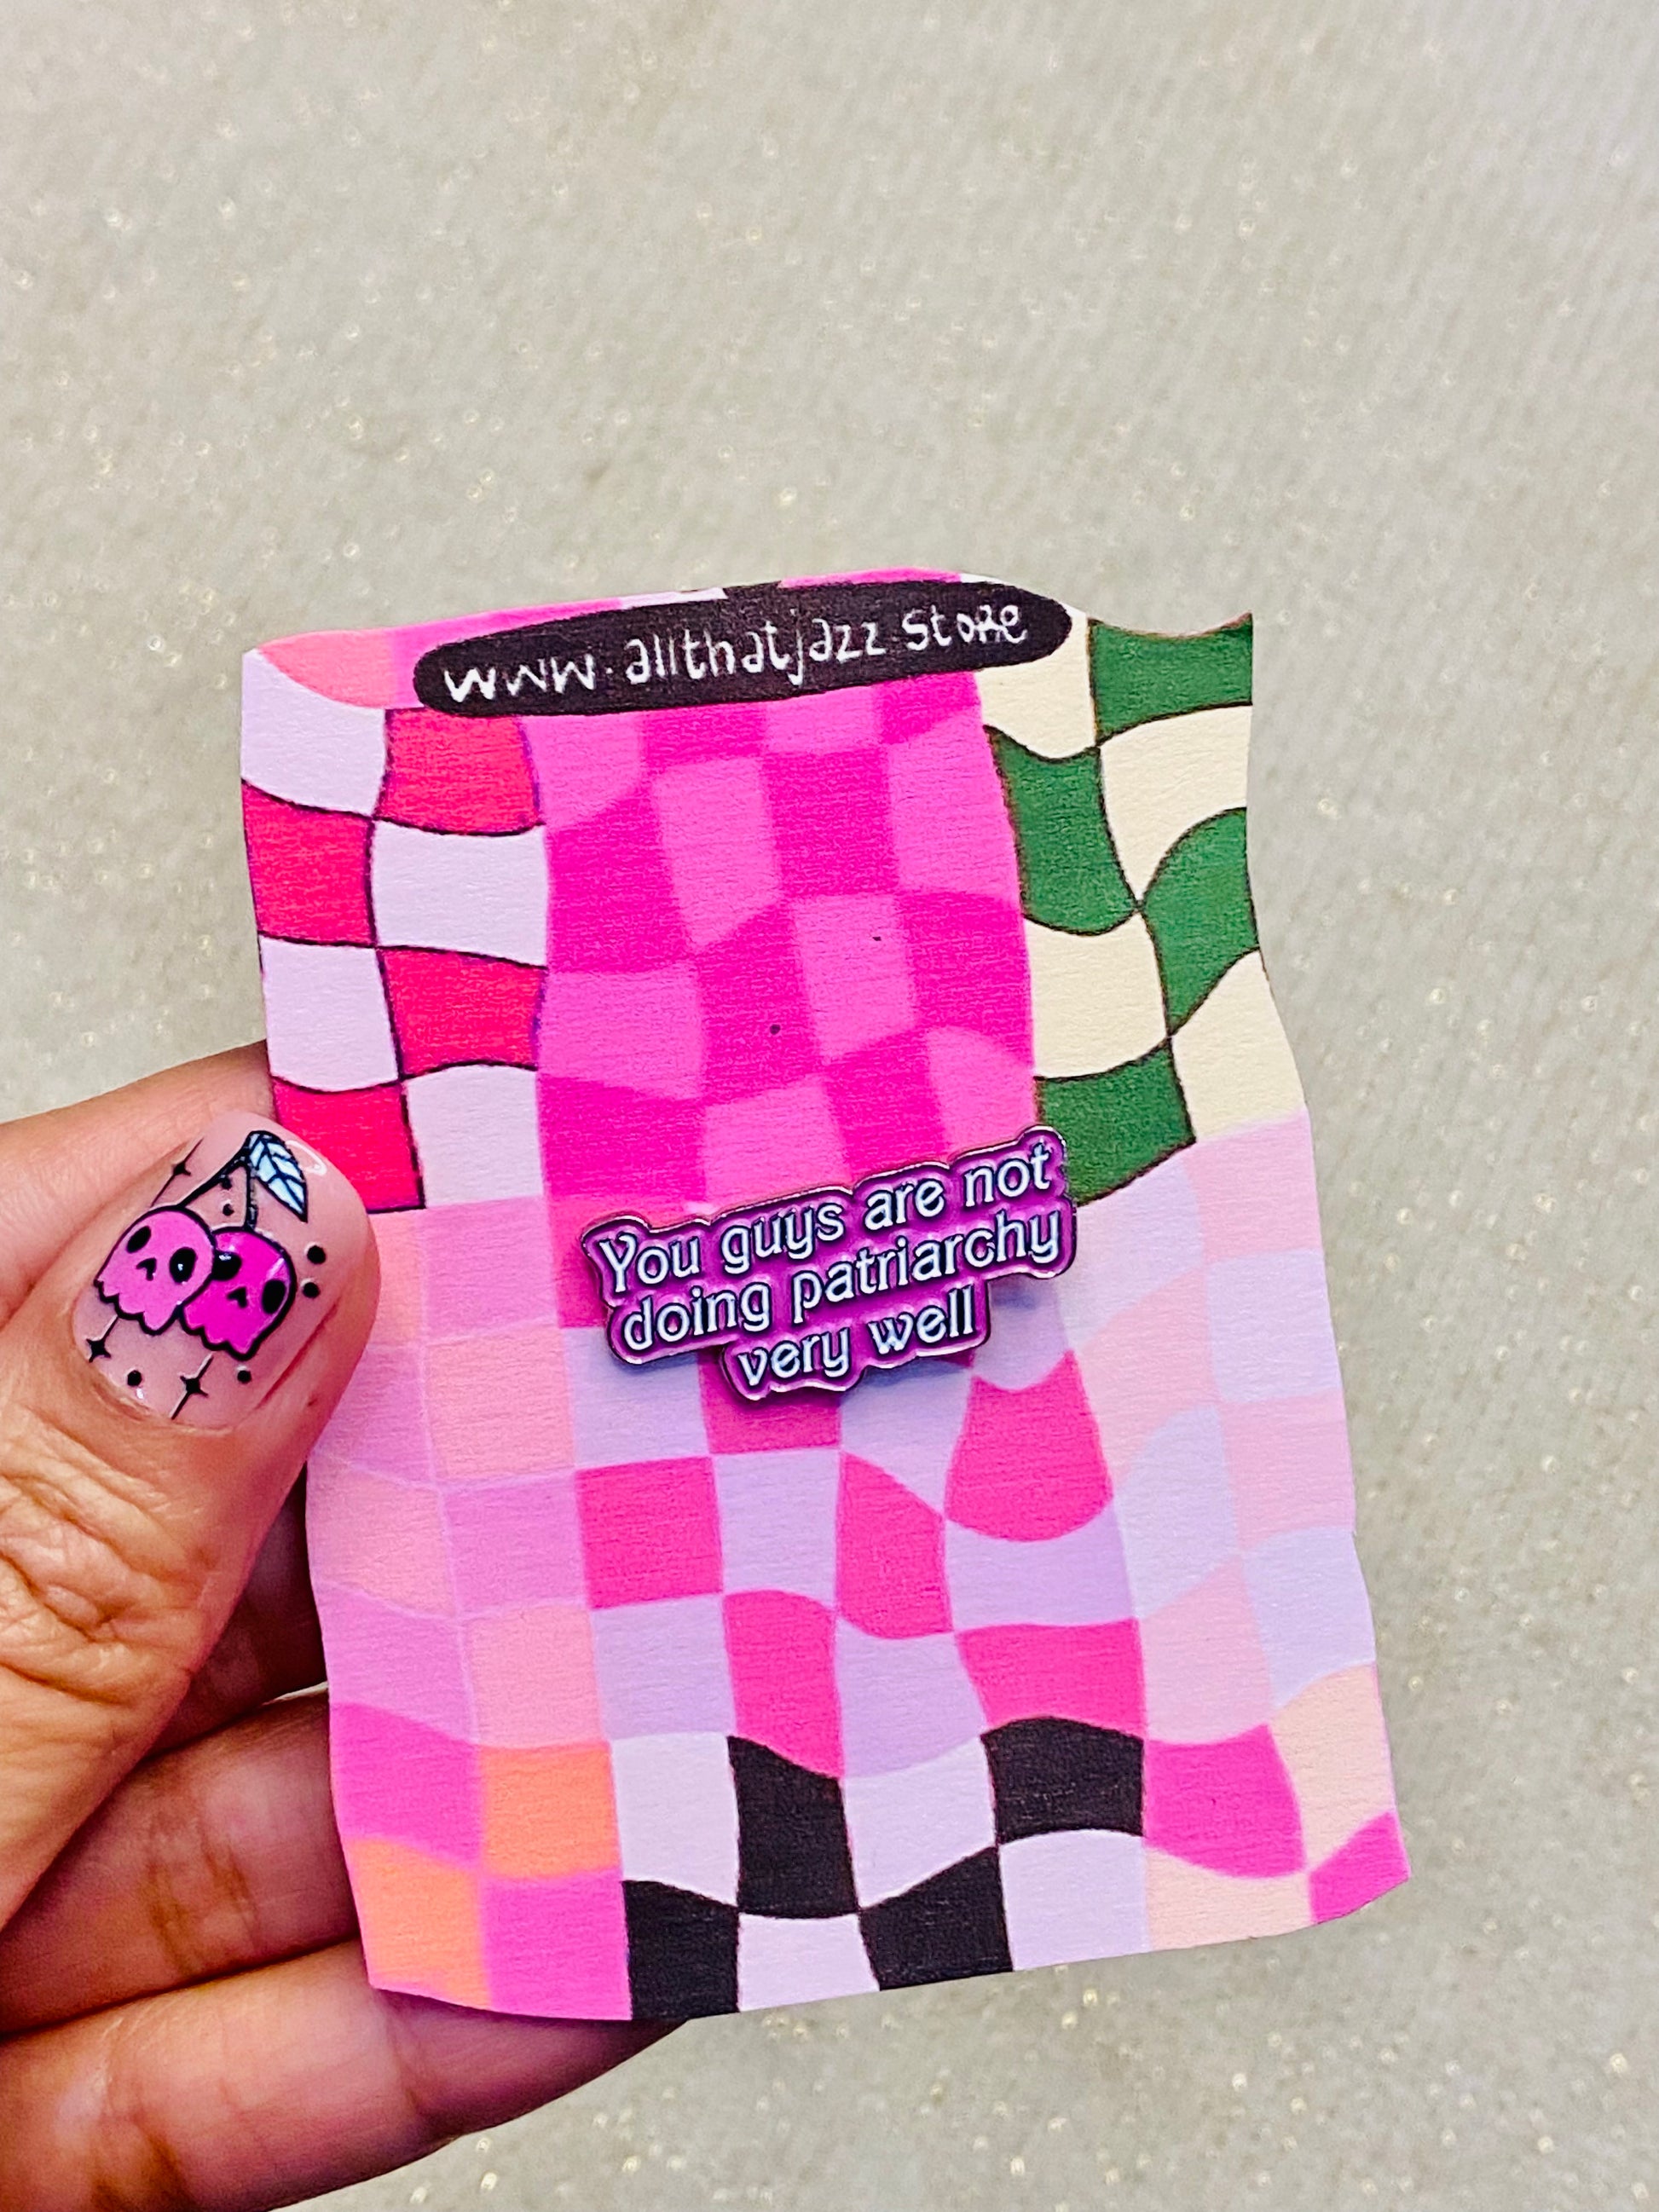 www.allthatjazz.store
You guys are not
doing patriarchy
very well